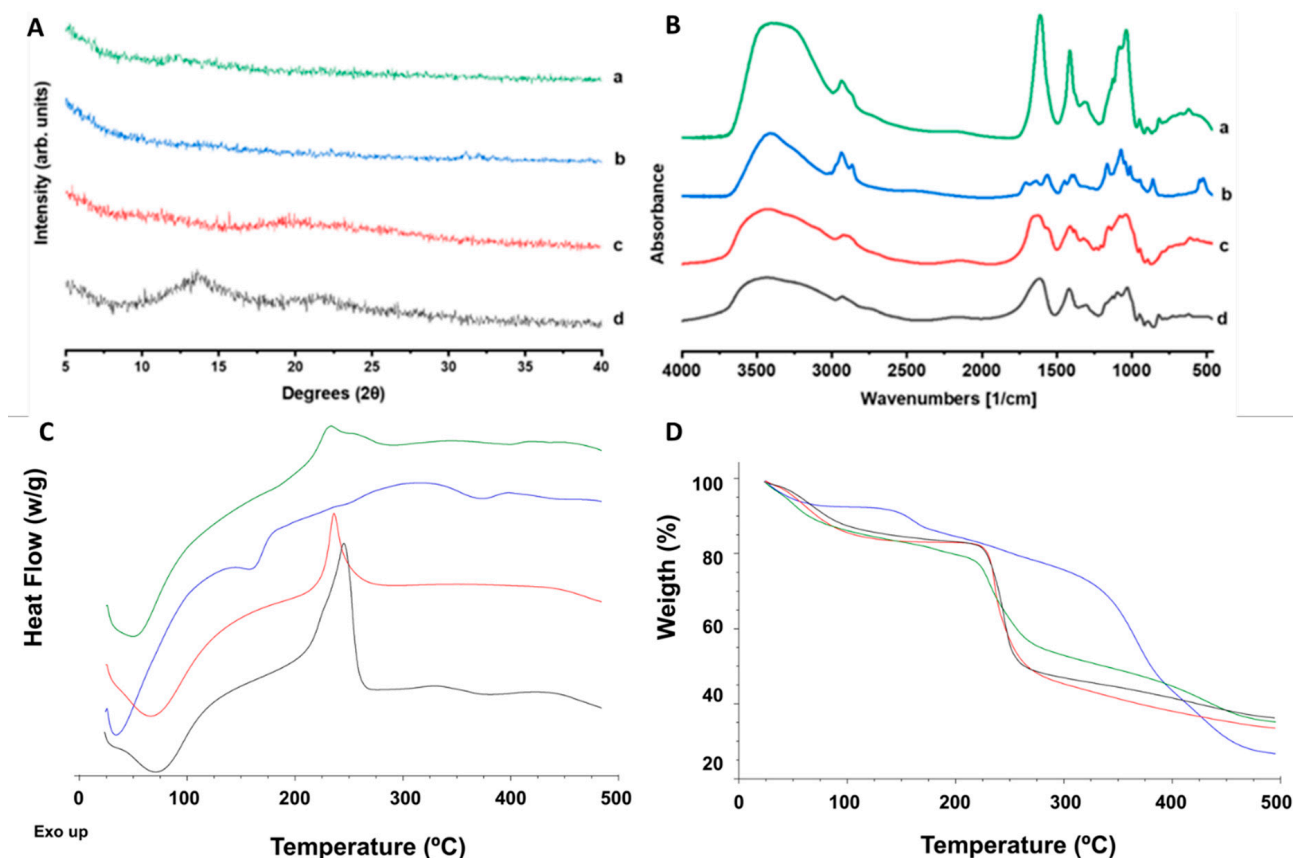 A
Intensity (arb. units)
a
b
c
d
5 10 15 20 25 30 35 40
Degrees (2θ)
B
Absorbance
a
b
c
d
4000 3500 3000 2500 2000 1500 1000 500
Wavenumbers [1/cm]
C
Heat Flow (w/g)
0 100 200 300 400 500
Exo up
Temperature (ºC)
D
Weigth (%)
100
80
60
40
20
0 100 200 300 400 500
Temperature (ºC)